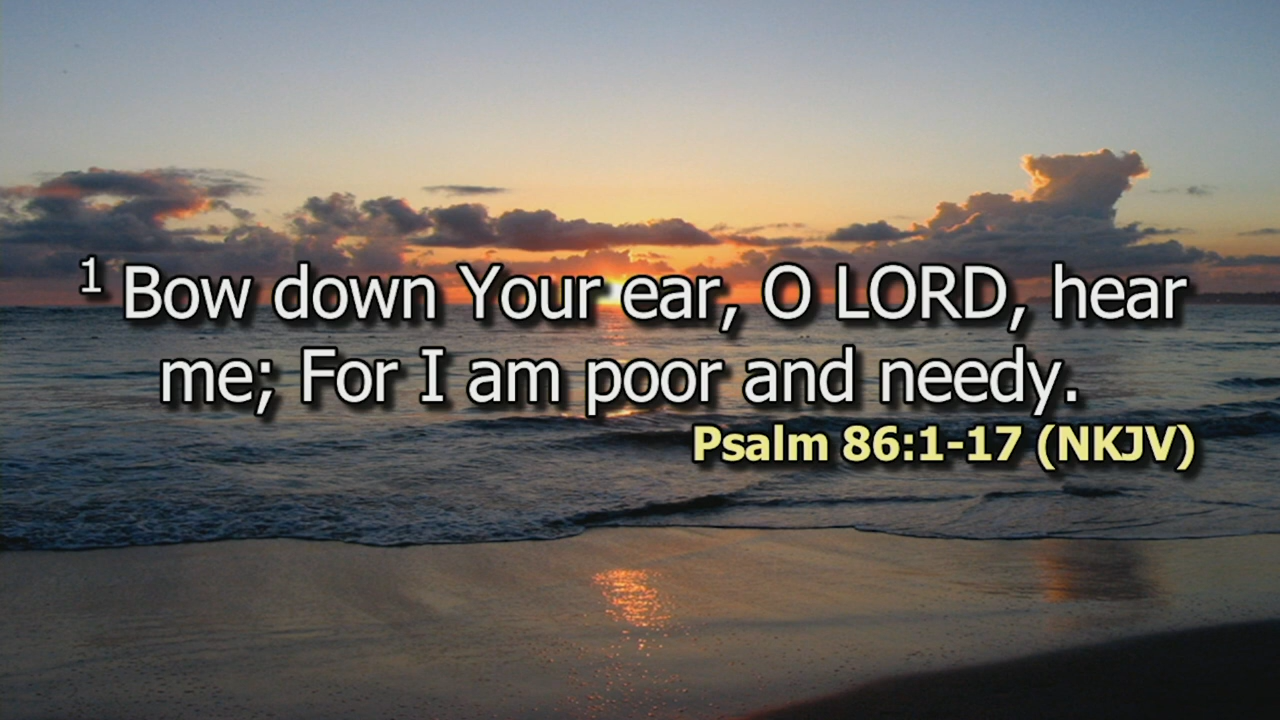 1 Bow down Your ear, O LORD, hear
me; For I am poor and needy.
Psalm 86:1-17 (NKJV)